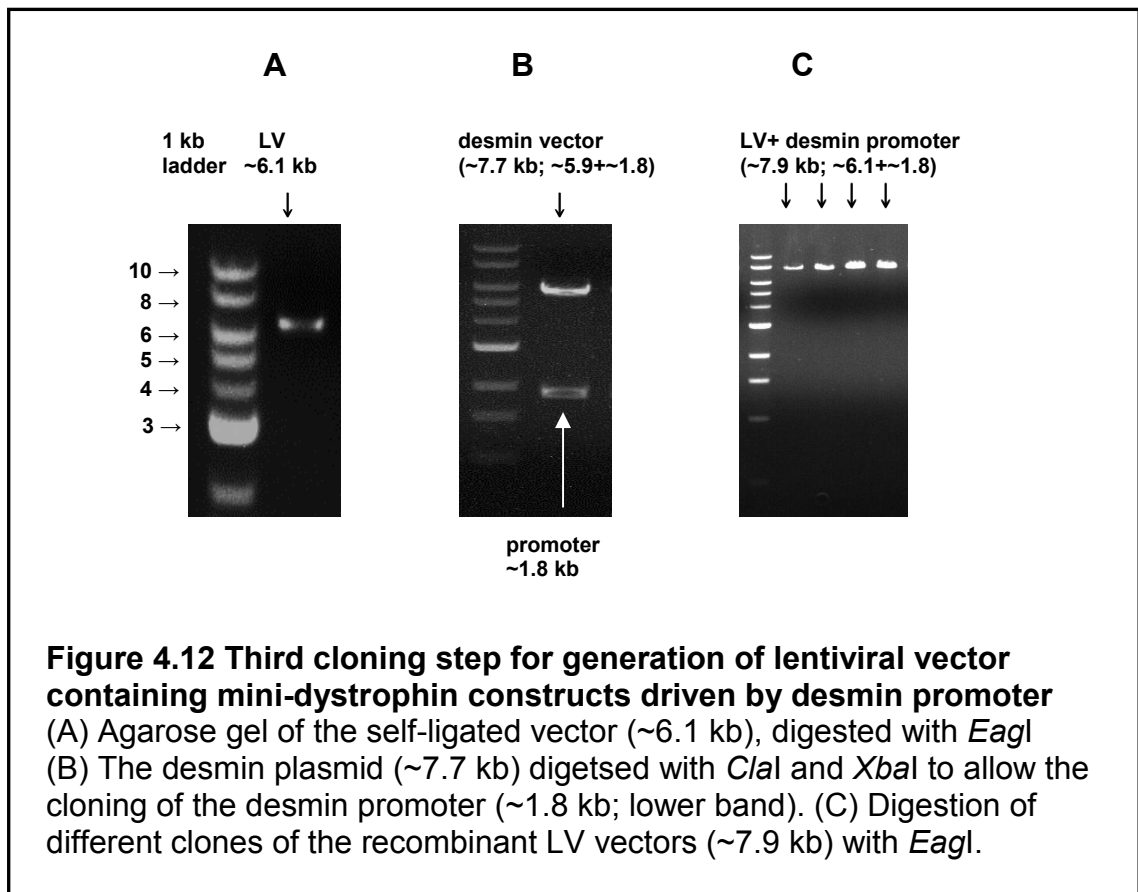 A B C
1 kb LV desmin vector LV+ desmin promoter
ladder ~6.1 kb (~7.7 kb; ~5.9+~1.8) (~7.9 kb; ~6.1+~1.8)
↓ ↓ ↓ ↓ ↓ ↓
10 →
8 →
6 →
5 →
4 →
3 →
promoter
~1.8 kb
Figure 4.12 Third cloning step for generation of lentiviral vector
containing mini-dystrophin constructs driven by desmin promoter
(A) Agarose gel of the self-ligated vector (~6.1 kb), digested with EagI
(B) The desmin plasmid (~7.7 kb) digetsed with ClaI and XbaI to allow the
cloning of the desmin promoter (~1.8 kb; lower band). (C) Digestion of
different clones of the recombinant LV vectors (~7.9 kb) with EagI.